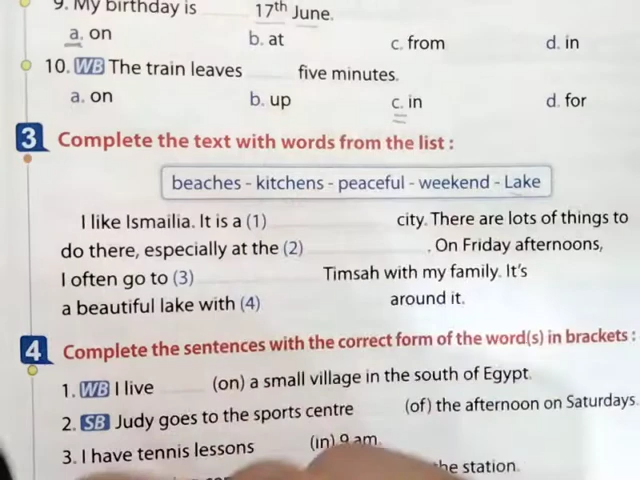 9. My birthday is 17th June.
a. on b. at c. from d. in
10. WB The train leaves five minutes.
a. on b. up c. in d. for
3 Complete the text with words from the list :
beaches - kitchens - peaceful - weekend - Lake
I like Ismailia. It is a (1) city. There are lots of things to
do there, especially at the (2) . On Friday afternoons,
I often go to (3) Timsah with my family. It's
a beautiful lake with (4) around it.
4 Complete the sentences with the correct form of the word(s) in brackets :
1. WB I live (on) a small village in the south of Egypt.
2. SB Judy goes to the sports centre (of) the afternoon on Saturdays.
3. I have tennis lessons (in) 9 am.
the station.